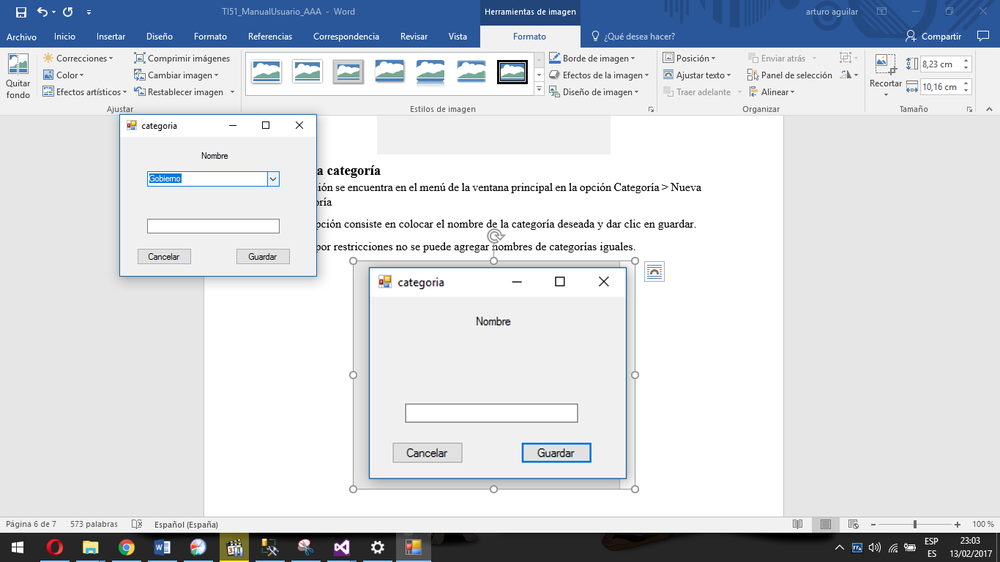 TI51_ManualUsuario_AAA - Word
Herramientas de imagen
arturo aguilar
Archivo Inicio Insertar Diseño Formato Referencias Correspondencia Revisar Vista Formato ¿Qué desea hacer? Compartir
Quitar fondo
Correcciones
Color
Efectos artísticos
Comprimir imágenes
Cambiar imagen
Restablecer imagen
Ajustar
Estilos de imagen
Borde de imagen
Efectos de la imagen
Diseño de imagen
Posición
Ajustar texto
Traer adelante
Enviar atrás
Panel de selección
Alinear
Organizar
Recortar
8,23 cm
10,16 cm
Tamaño
categoria
Nombre
Gobierno
Cancelar Guardar
a categoría
ción se encuentra en el menú de la ventana principal en la opción Categoría > Nueva
oría
pción consiste en colocar el nombre de la categoría deseada y dar clic en guardar.
por restricciones no se puede agregar nombres de categorías iguales.
categoria
Nombre
Cancelar Guardar
Página 6 de 7 573 palabras Español (España) 100 %
ESP 23:03
ES 13/02/2017